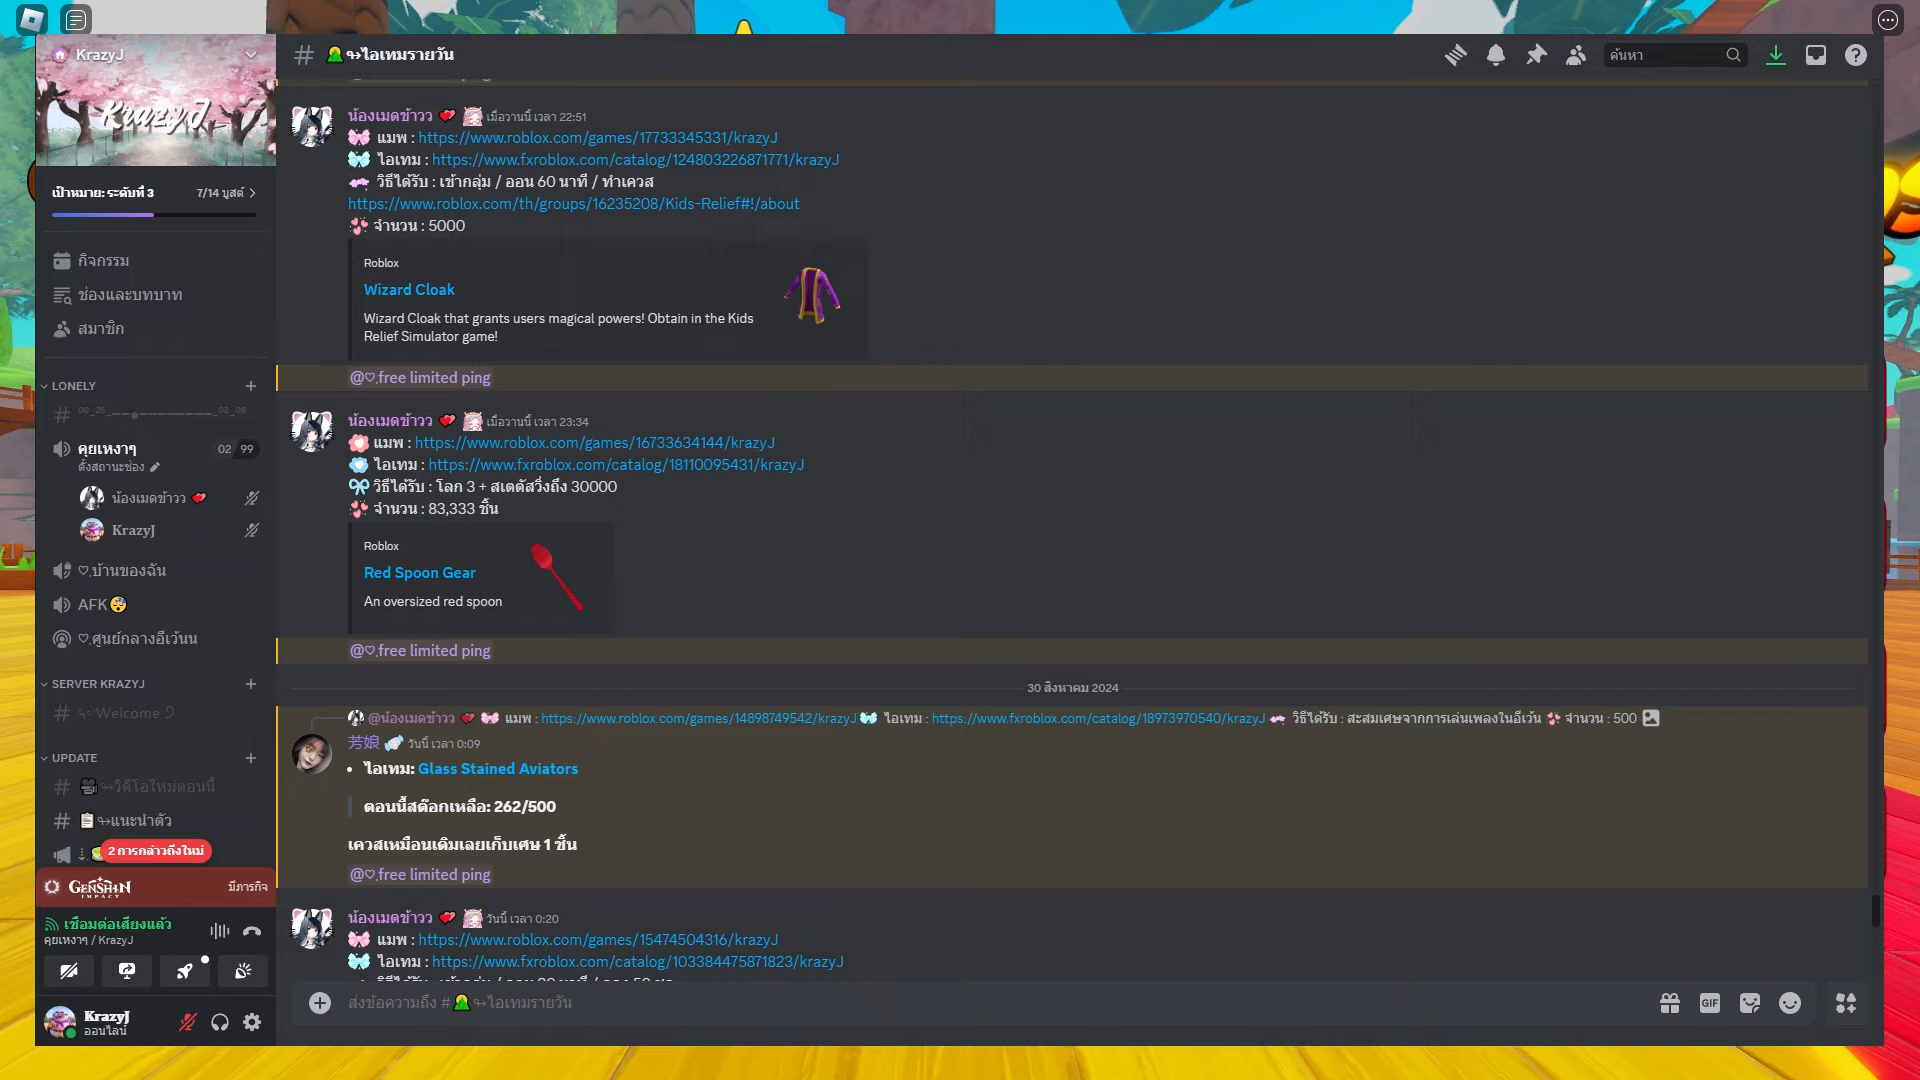 KrazyJ
KrazyJ
เป้าหมาย: ระดับที่ 3
7/14 บูสต์
กิจกรรม
ช่องและบทบาท
สมาชิก
LONELY
คุยเหงาๆ
02 99
ตั้งสถานะช่อง
น้องเมดข้าวว
KrazyJ
♡.บ้านของฉัน
AFK😴
♡.ศูนย์กลางอีเว้นน
SERVER KRAZYJ
Welcome
UPDATE
วิดีโอใหม่ตอนนี้
แนะนำตัว
2 การกล่าวถึงใหม่
GENSHIN
IMPACT
มีภารกิจ
เชื่อมต่อเสียงแล้ว
คุยเหงาๆ / KrazyJ
KrazyJ
ออนไลน์
ไอเทมรายวัน
ค้นหา
น้องเมดข้าวว เมื่อวานนี้ เวลา 22:51
แมพ : https://www.roblox.com/games/17733345331/krazyJ
ไอเทม : https://www.fxroblox.com/catalog/124803226871771/krazyJ
วิธีได้รับ : เข้ากลุ่ม / ออน 60 นาที / ทำเควส
https://www.roblox.com/th/groups/16235208/Kids-Relief#!/about
จำนวน : 5000
Roblox
Wizard Cloak
Wizard Cloak that grants users magical powers! Obtain in the Kids
Relief Simulator game!
@♡.free limited ping
น้องเมดข้าวว เมื่อวานนี้ เวลา 23:34
แมพ : https://www.roblox.com/games/16733634144/krazyJ
ไอเทม : https://www.fxroblox.com/catalog/18110095431/krazyJ
วิธีได้รับ : โลก 3 + สเตตัสวิ่งถึง 30000
จำนวน : 83,333 ชิ้น
Roblox
Red Spoon Gear
An oversized red spoon
@♡.free limited ping
30 สิงหาคม 2024
@น้องเมดข้าวว แมพ : https://www.roblox.com/games/14898749542/krazyJ ไอเทม : https://www.fxroblox.com/catalog/18973970540/krazyJ วิธีได้รับ : สะสมเศษจากการเล่นเพลงในอีเว้น จำนวน : 500
芳娘 วันนี้ เวลา 0:09
• ไอเทม: Glass Stained Aviators
ตอนนี้สต๊อกเหลือ: 262/500
เควสเหมือนเดิมเลยเก็บเศษ 1 ชิ้น
@♡.free limited ping
น้องเมดข้าวว วันนี้ เวลา 0:20
แมพ : https://www.roblox.com/games/15474504316/krazyJ
ไอเทม : https://www.fxroblox.com/catalog/103384475871823/krazyJ
ส่งข้อความถึง # ไอเทมรายวัน
GIF